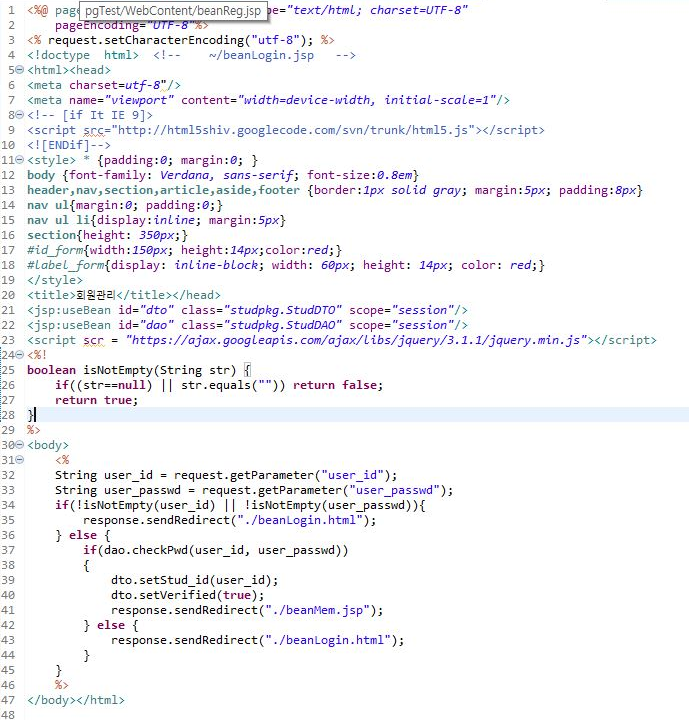 1 <%@ pag pgTest/WebContent/beanReg.jsp pe="text/html; charset=UTF-8"
2 pageEncoding="UTF-8"%>
3 <% request.setCharacterEncoding("utf-8"); %>
4 <!doctype html> <!-- ~/beanLogin.jsp -->
5 <html><head>
6 <meta charset=utf-8"/>
7 <meta name="viewport" content="width=device-width, initial-scale=1"/>
8 <!-- [if It IE 9]>
9 <script src="http://html5shiv.googlecode.com/svn/trunk/html5.js"></script>
10 <![ENDif]-->
11 <style> * {padding:0; margin:0; }
12 body {font-family: Verdana, sans-serif; font-size:0.8em}
13 header,nav,section,article,aside,footer {border:1px solid gray; margin:5px; padding:8px}
14 nav ul{margin:0; padding:0;}
15 nav ul li{display:inline; margin:5px}
16 section{height: 350px;}
17 #id_form{width:150px; height:14px;color:red;}
18 #label_form{display: inline-block; width: 60px; height: 14px; color: red;}
19 </style>
20 <title>회원관리</title></head>
21 <jsp:useBean id="dto" class="studpkg.StudDTO" scope="session"/>
22 <jsp:useBean id="dao" class="studpkg.StudDAO" scope="session"/>
23 <script scr = "https://ajax.googleapis.com/ajax/libs/jquery/3.1.1/jquery.min.js"></script>
24 <%!
25 boolean isNotEmpty(String str) {
26 if((str==null) || str.equals("")) return false;
27 return true;
28 }
29 %>
30 <body>
31 <%
32 String user_id = request.getParameter("user_id");
33 String user_passwd = request.getParameter("user_passwd");
34 if(!isNotEmpty(user_id) || !isNotEmpty(user_passwd)){
35 response.sendRedirect("./beanLogin.html");
36 } else {
37 if(dao.checkPwd(user_id, user_passwd))
38 {
39 dto.setStud_id(user_id);
40 dto.setVerified(true);
41 response.sendRedirect("./beanMem.jsp");
42 } else {
43 response.sendRedirect("./beanLogin.html");
44 }
45 }
46 %>
47 </body></html>
48